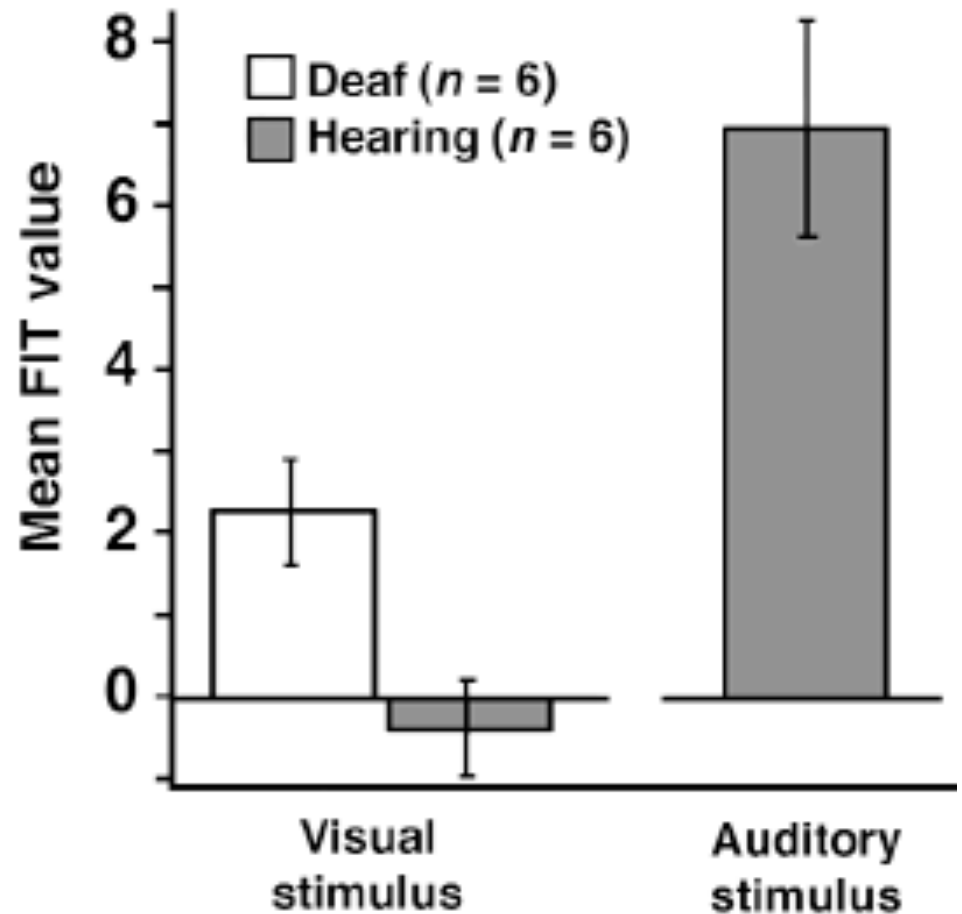 Mean FIT value
8
6
4
2
0
Deaf (n = 6)
Hearing (n = 6)
Visual
stimulus
Auditory
stimulus